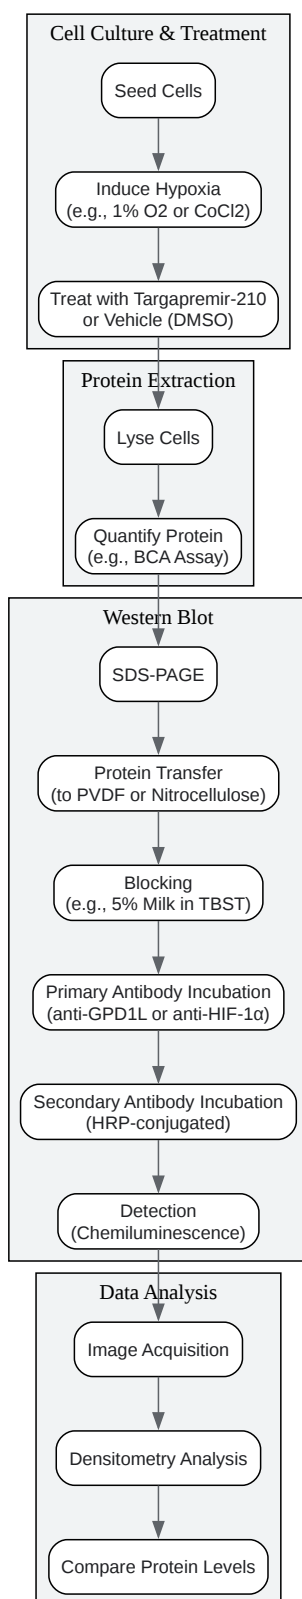 Cell Culture & Treatment
Seed Cells
Induce Hypoxia
(e.g., 1% O2 or CoCl2)
Treat with Targapremir-210
or Vehicle (DMSO)
Protein Extraction
Lyse Cells
Quantify Protein
(e.g., BCA Assay)
Western Blot
SDS-PAGE
Protein Transfer
(to PVDF or Nitrocellulose)
Blocking
(e.g., 5% Milk in TBST)
Primary Antibody Incubation
(anti-GPD1L or anti-HIF-1α)
Secondary Antibody Incubation
(HRP-conjugated)
Detection
(Chemiluminescence)
Data Analysis
Image Acquisition
Densitometry Analysis
Compare Protein Levels